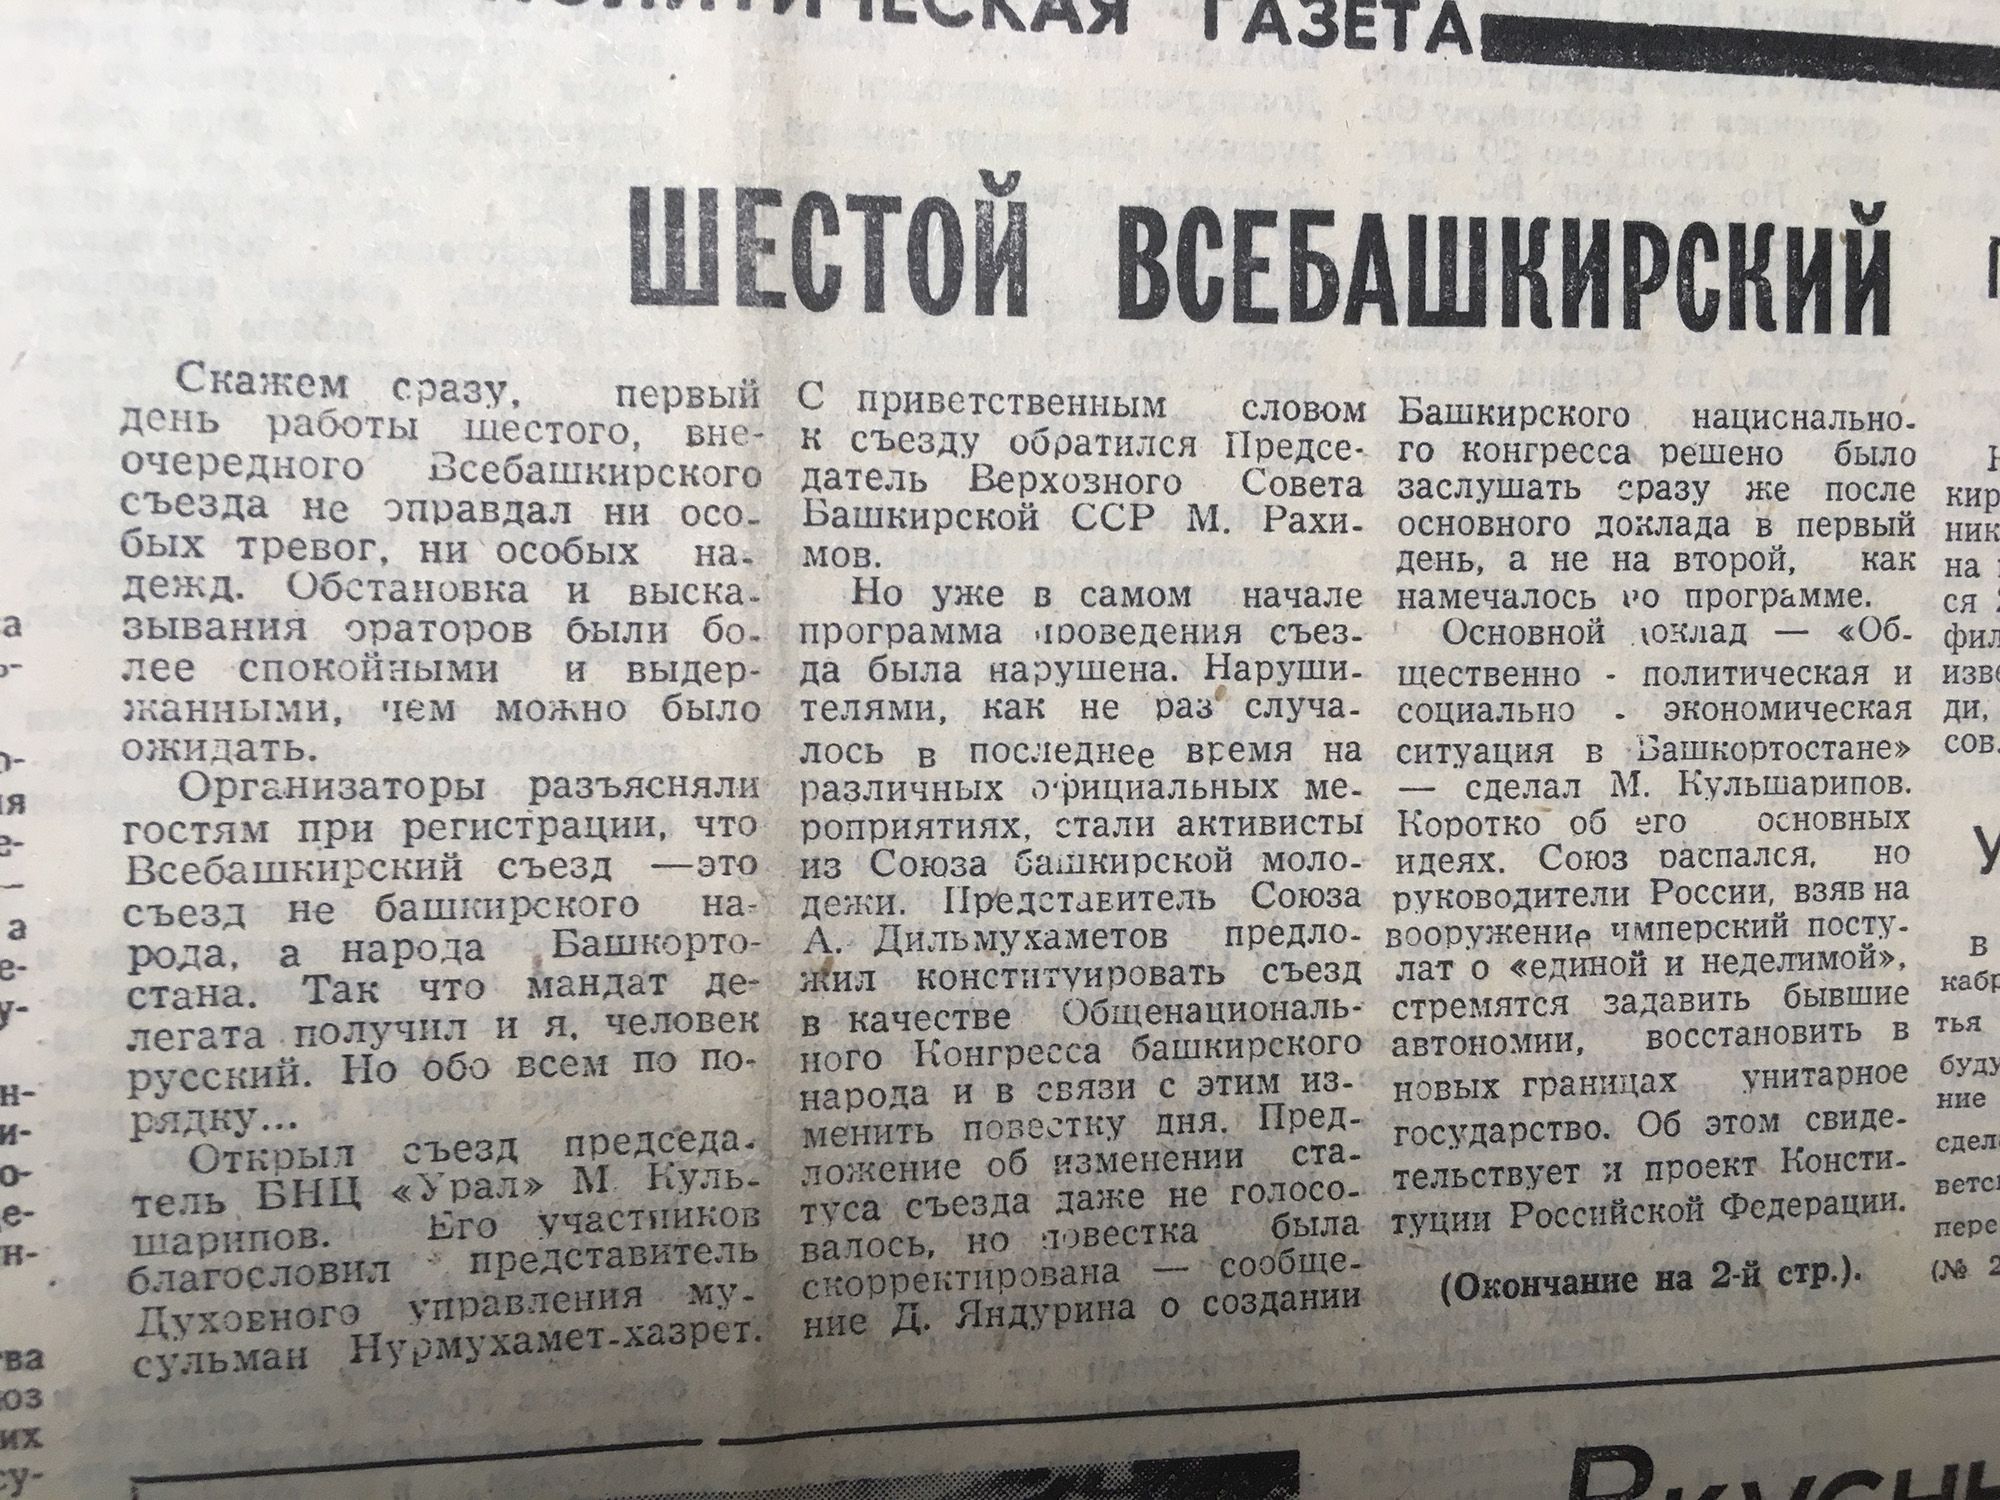 ГАЗЕТА
ШЕСТОЙ ВСЕБАШКИРСКИЙ
Скажем сразу, первый
день работы шестого, вне-
очередного Всебашкирского
съезда не оправдал ни осо-
бых тревог, ни особых на-
дежд. Обстановка и выска-
зывания ораторов были бо-
лее спокойными и выдер-
жанными, чем можно было
ожидать.
Организаторы разъясняли
гостям при регистрации, что
Всебашкирский съезд —это
съезд не башкирского на-
рода, а народа Башкорто-
стана. Так что мандат де-
легата получил и я, человек
русский. Но обо всем по по-
рядку...
Открыл съезд председа-
тель БНЦ «Урал» М. Куль-
шарипов. Его участников
благословил представитель
Духовного управления му-
сульман Нурмухамет-хазрет.
С приветственным словом
к съезду обратился Предсе-
датель Верховного Совета
Башкирской ССР М. Рахи-
мов.
Но уже в самом начале
программа проведения съез-
да была нарушена. Наруши-
телями, как не раз случа-
лось в последнее время на
различных официальных ме-
роприятиях, стали активисты
из Союза башкирской моло-
дежи. Представитель Союза
А. Дильмухаметов предло-
жил конституировать съезд
в качестве Общенациональ-
ного Конгресса башкирского
народа и в связи с этим из-
менить повестку дня. Пред-
ложение об изменении ста-
туса съезда даже не голосо-
валось, но повестка была
скорректирована — сообще-
ние Д. Яндурина о создании
Башкирского национально-
го конгресса решено было
заслушать сразу же после
основного доклада в первый
день, а не на второй, как
намечалось по программе.
Основной доклад — «Об-
щественно - политическая и
социально - экономическая
ситуация в Башкортостане»
— сделал М. Кульшарипов.
Коротко об его основных
идеях. Союз распался, но
руководители России, взяв на
вооружение имперский посту-
лат о «единой и неделимой»,
стремятся задавить бывшие
автономии, восстановить в
новых границах унитарное
государство. Об этом свиде-
тельствует и проект Консти-
туции Российской Федерации.
(Окончание на 2-й стр.).